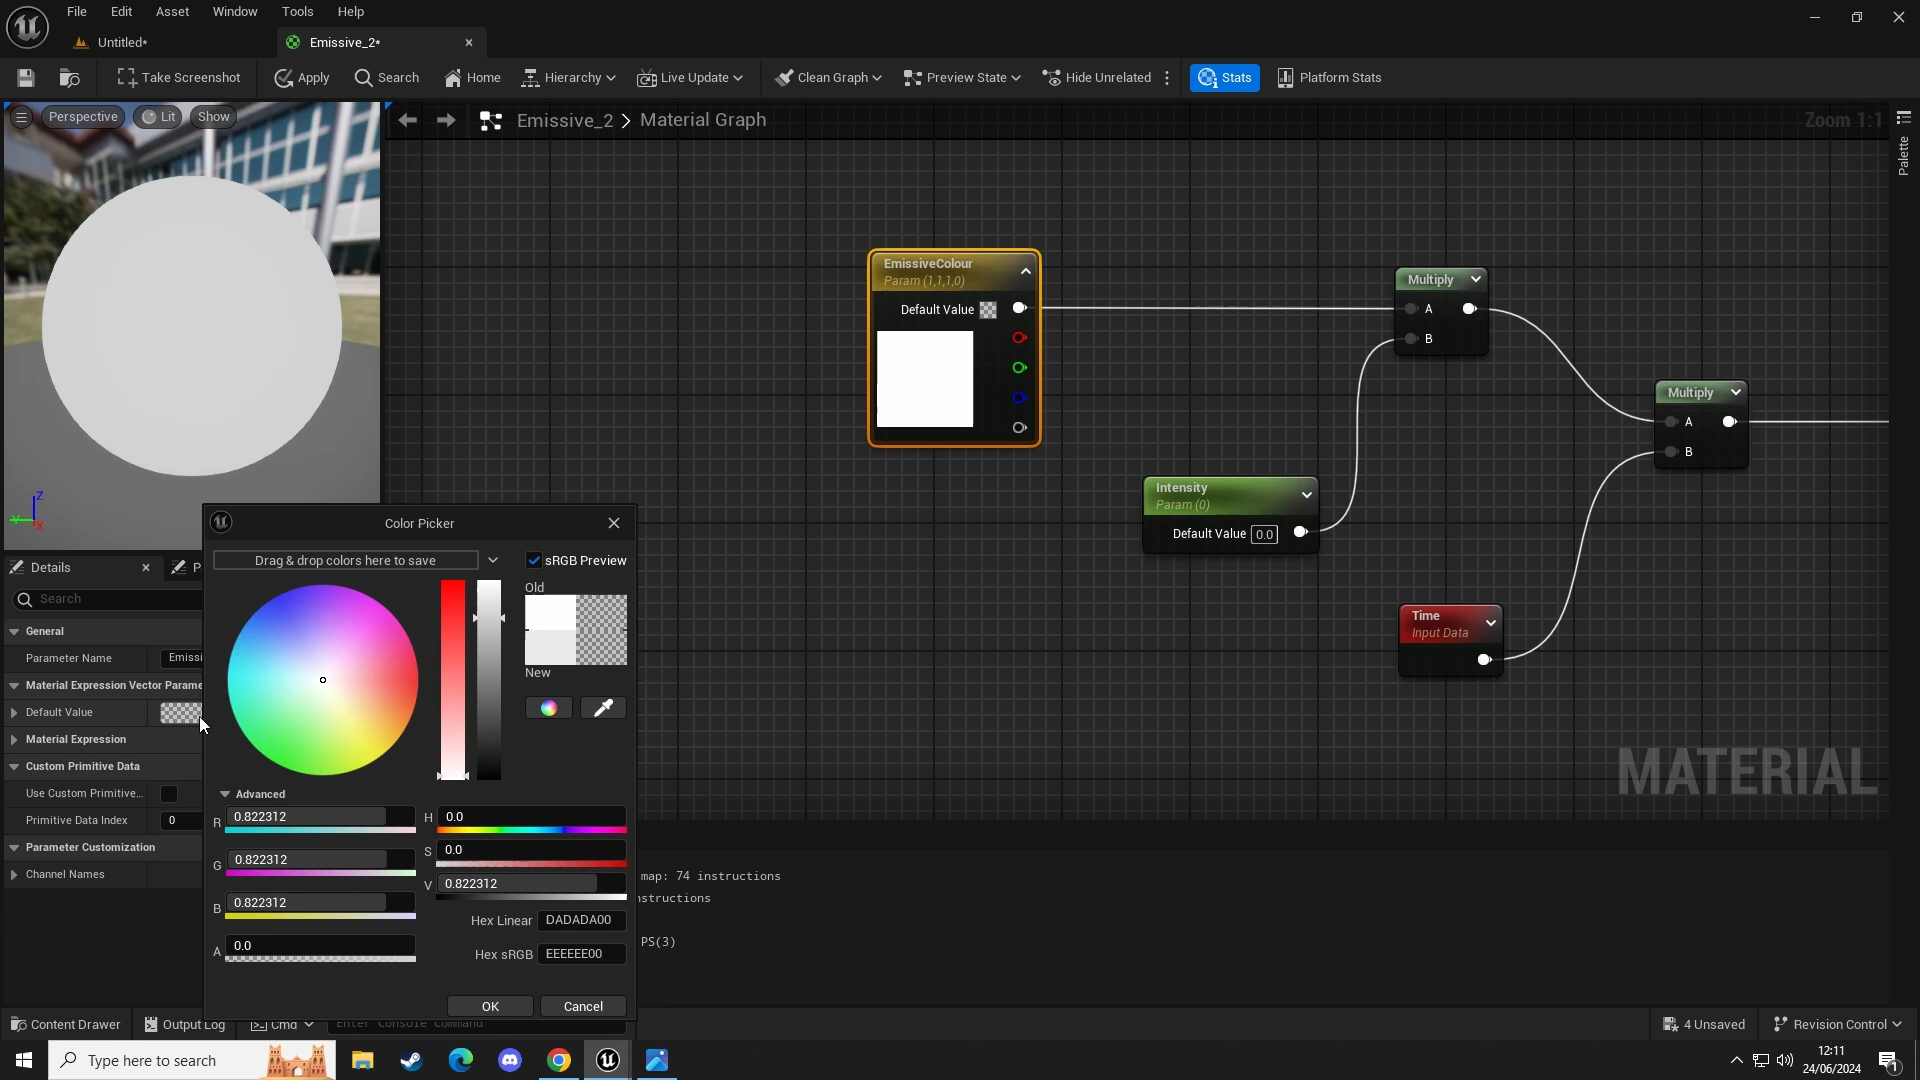 File Edit Asset Window Tools Help
Untitled*
Emissive_2*
Take Screenshot Apply Search Home Hierarchy Live Update Clean Graph Preview State Hide Unrelated Stats Platform Stats
Perspective Lit Show
Emissive_2 > Material Graph
Zoom 1:1
Palette
EmissiveColour
Param (1,1,1,0)
Default Value
Multiply
A
B
Multiply
A
B
Intensity
Param (0)
Default Value 0.0
Time
Input Data
MATERIAL
Z
Y
X
Details
Search
General
Parameter Name Emissi
Material Expression Vector Parame
Default Value
Material Expression
Custom Primitive Data
Use Custom Primitive...
Primitive Data Index 0
Parameter Customization
Channel Names
Color Picker
Drag & drop colors here to save
sRGB Preview
Old
New
Advanced
R 0.822312
G 0.822312
B 0.822312
A 0.0
H 0.0
S 0.0
V 0.822312
Hex Linear DADADA00
Hex sRGB EEEEEE00
OK Cancel
map: 74 instructions
nstructions
PS(3)
Content Drawer Output Log Cmd Enter Console Command
4 Unsaved Revision Control
Type here to search
12:11
24/06/2024
1